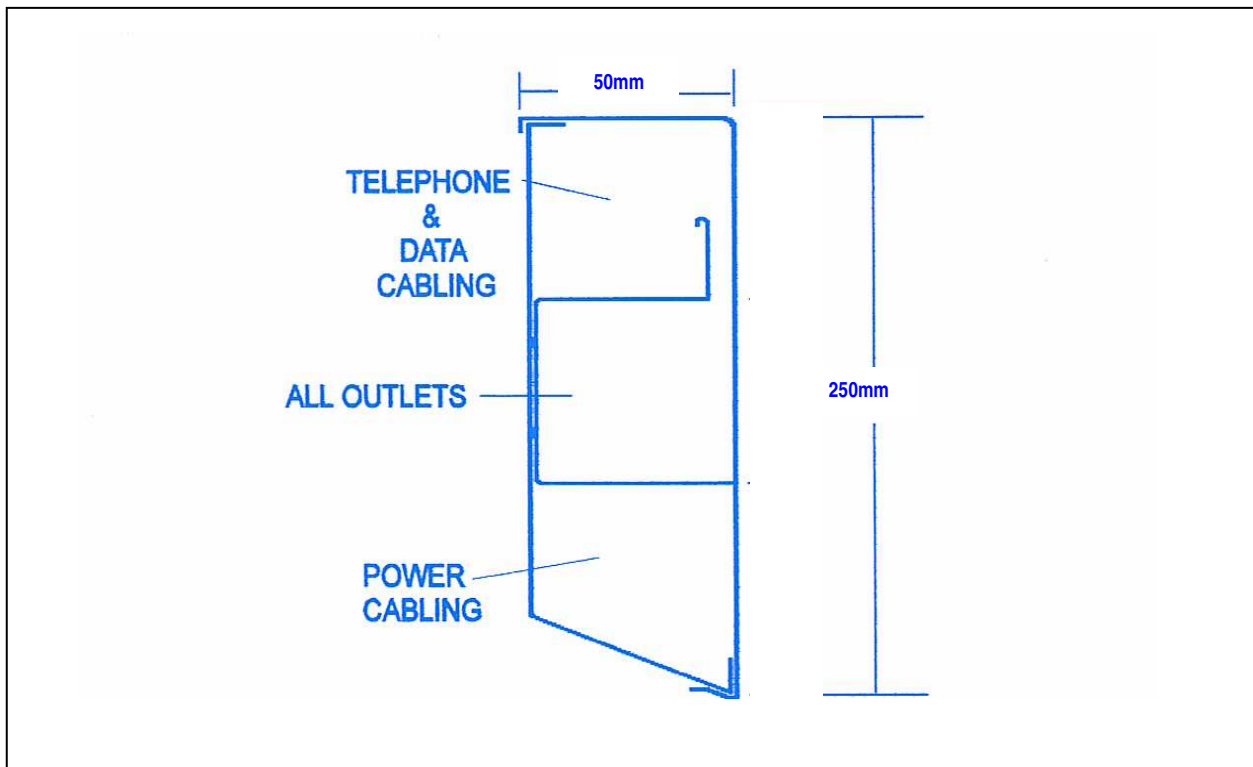 50mm
TELEPHONE
&
DATA
CABLING
ALL OUTLETS
250mm
POWER
CABLING